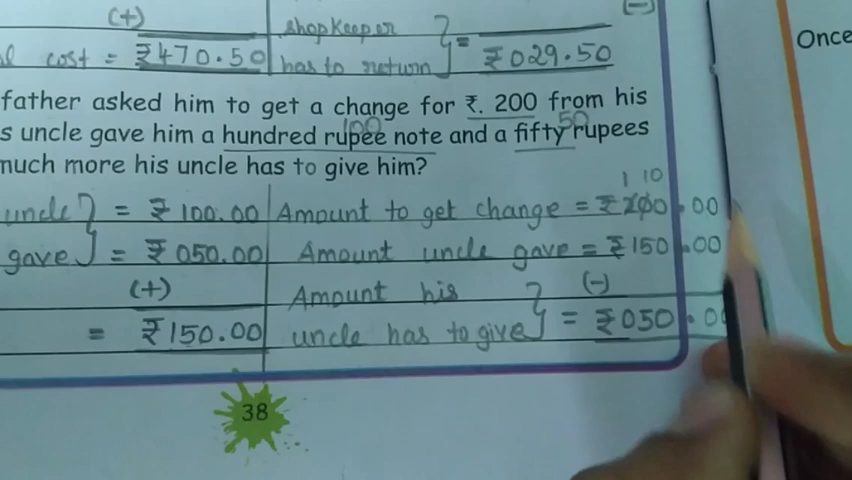 (+)
shopkeeper } =
(-)
cost = ₹470.50
has to return
₹029.50
Once
father asked him to get a change for ₹. 200 from his
100 50
s uncle gave him a hundred rupee note and a fifty rupees
much more his uncle has to give him?
1 10
uncle } = ₹100.00 Amount to get change = ₹200.00
gave } = ₹050.00 Amount uncle gave = ₹150.00
(+) Amount his } (-)
= ₹150.00 uncle has to give } = ₹050.00
38